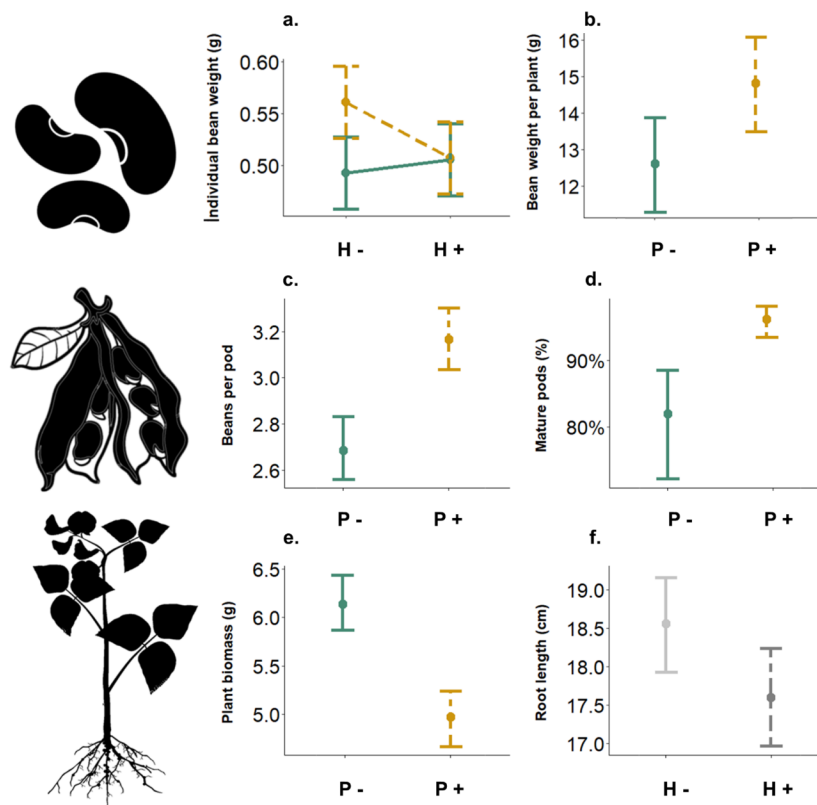 a.
Individual bean weight (g)
0.60
0.55
0.50
H - H +
b.
Bean weight per plant (g)
16
15
14
13
12
P - P +
c.
Beans per pod
3.2
3.0
2.8
2.6
P - P +
d.
Mature pods (%)
90%
80%
P - P +
e.
Plant biomass (g)
6.5
6.0
5.5
5.0
P - P +
f.
Root length (cm)
19.0
18.5
18.0
17.5
17.0
H - H +